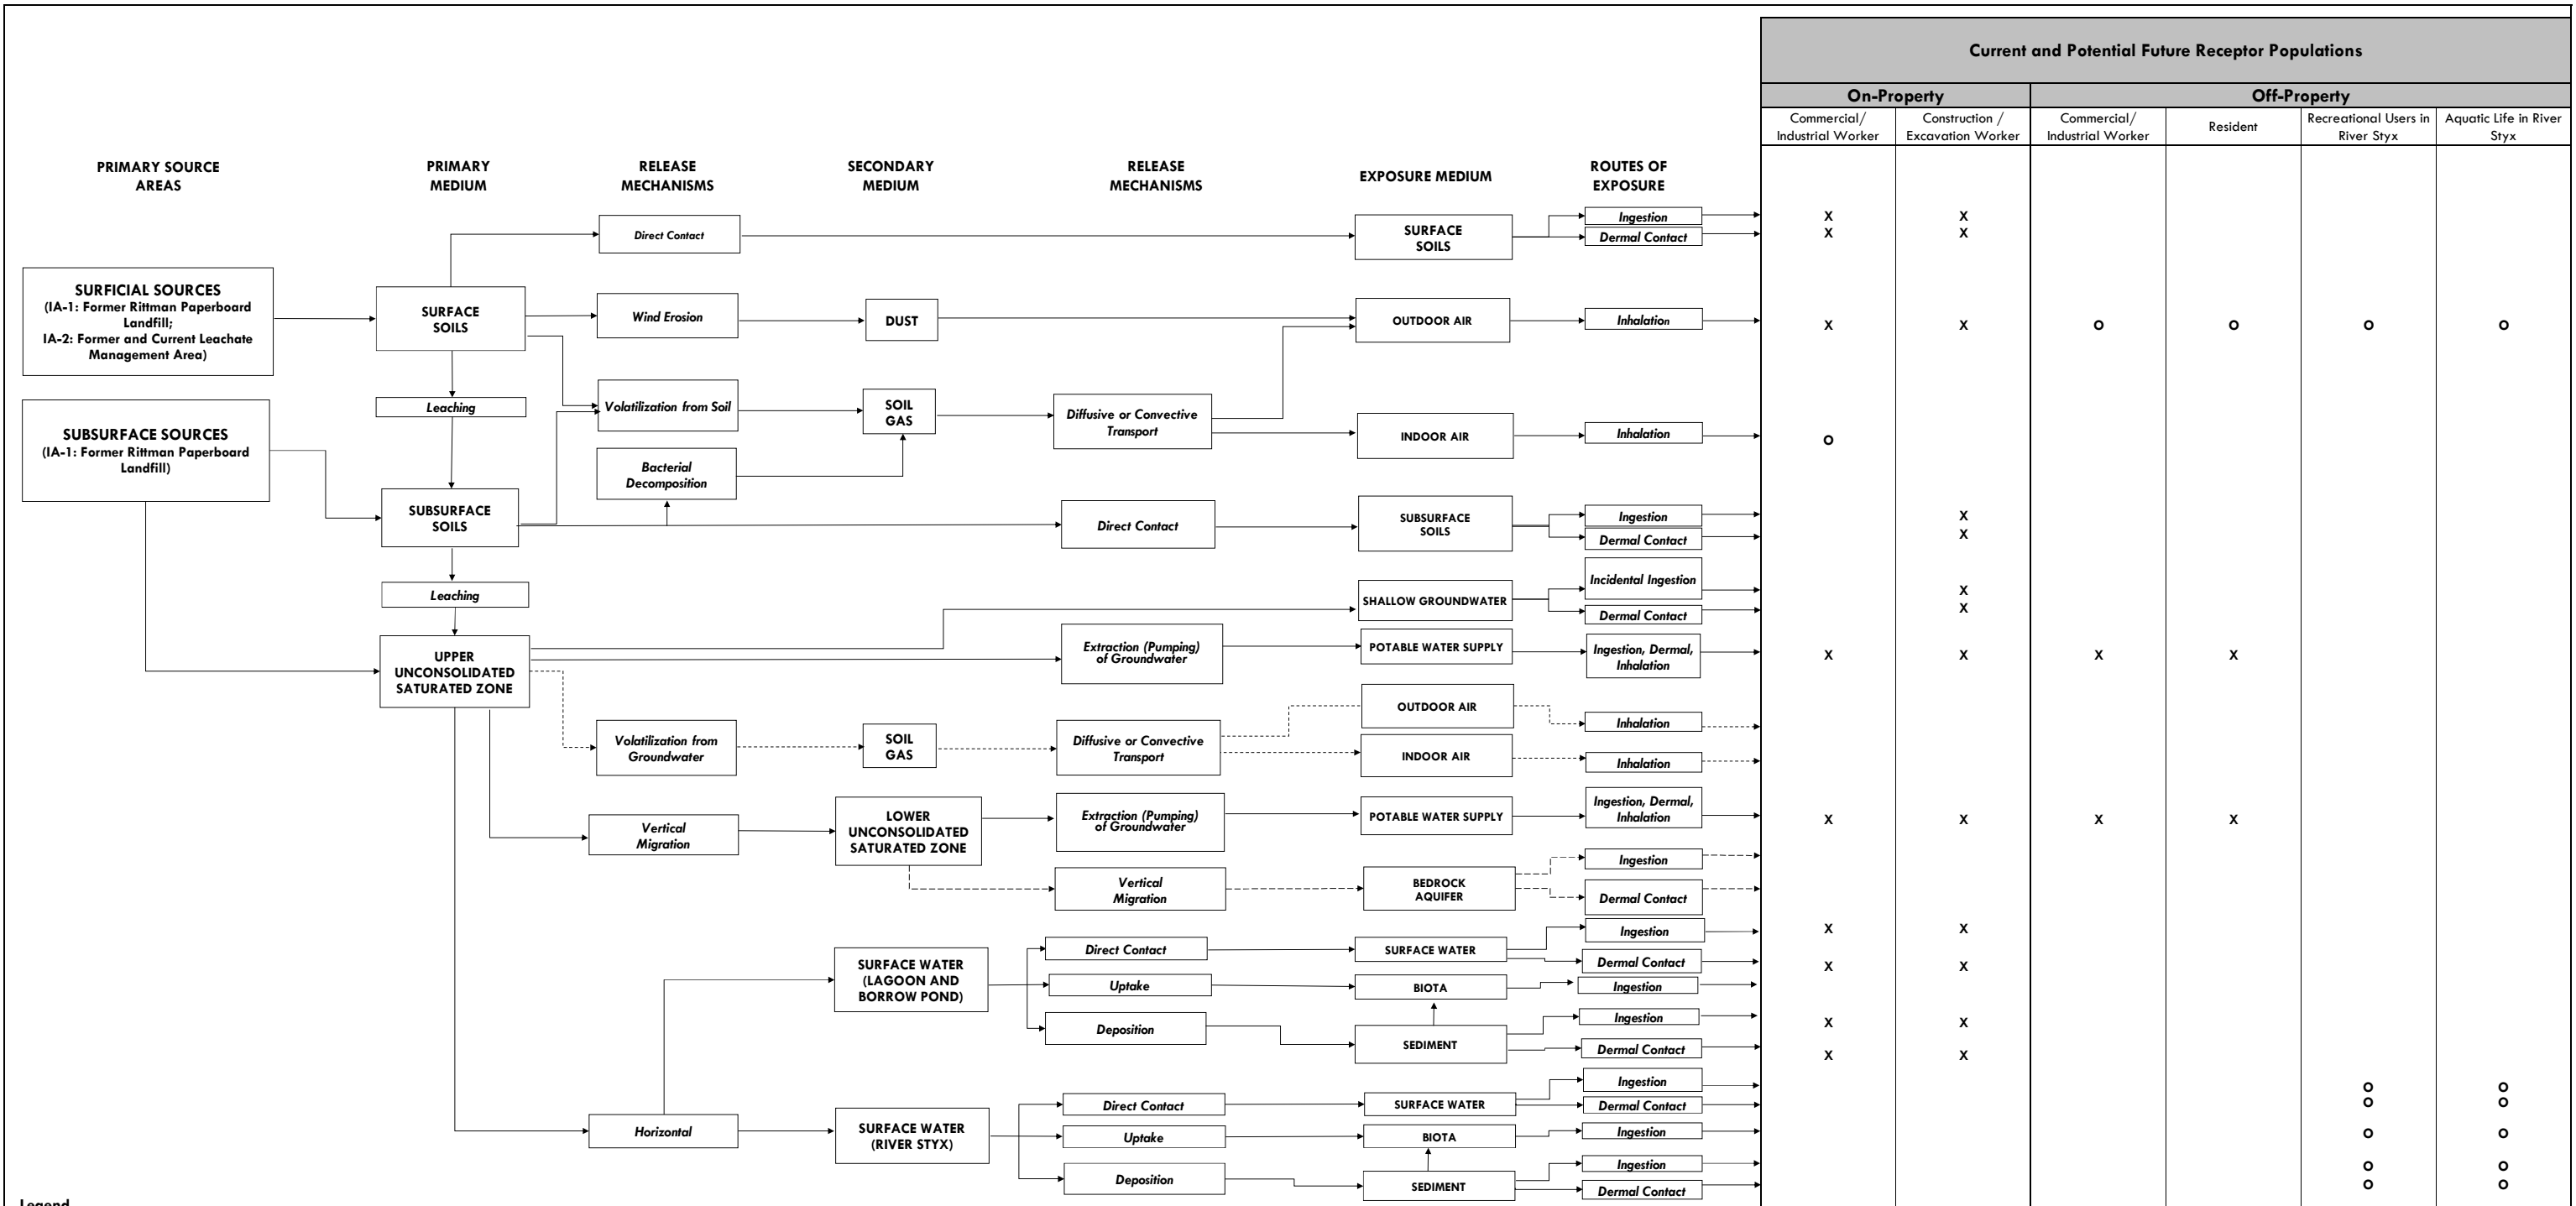 Current and Potential Future Receptor Populations
On-Property
Off-Property
Commercial/
Industrial Worker
Construction /
Excavation Worker
Commercial/
Industrial Worker
Resident
Recreational Users in
River Styx
Aquatic Life in River
Styx
PRIMARY SOURCE
AREAS
PRIMARY
MEDIUM
RELEASE
MECHANISMS
SECONDARY
MEDIUM
RELEASE
MECHANISMS
EXPOSURE MEDIUM
ROUTES OF
EXPOSURE
Direct Contact
SURFACE
SOILS
Ingestion
X X
Dermal Contact
X X
SURFICIAL SOURCES
(IA-1: Former Rittman Paperboard
Landfill;
IA-2: Former and Current Leachate
Management Area)
SURFACE
SOILS
Wind Erosion
DUST
OUTDOOR AIR
Inhalation
X X O O O O
Leaching
Volatilization from Soil
SOIL
GAS
Diffusive or Convective
Transport
INDOOR AIR
Inhalation
O
SUBSURFACE SOURCES
(IA-1: Former Rittman Paperboard
Landfill)
Bacterial
Decomposition
SUBSURFACE
SOILS
Direct Contact
SUBSURFACE
SOILS
Ingestion
X
Dermal Contact
X
Leaching
SHALLOW GROUNDWATER
Incidental Ingestion
X
Dermal Contact
X
UPPER
UNCONSOLIDATED
SATURATED ZONE
Extraction (Pumping)
of Groundwater
POTABLE WATER SUPPLY
Ingestion, Dermal,
Inhalation
X X X X
Volatilization from
Groundwater
SOIL
GAS
Diffusive or Convective
Transport
OUTDOOR AIR
Inhalation
INDOOR AIR
Inhalation
Vertical
Migration
LOWER
UNCONSOLIDATED
SATURATED ZONE
Extraction (Pumping)
of Groundwater
POTABLE WATER SUPPLY
Ingestion, Dermal,
Inhalation
X X X X
Vertical
Migration
BEDROCK
AQUIFER
Ingestion
Dermal Contact
SURFACE WATER
(LAGOON AND
BORROW POND)
Direct Contact
SURFACE WATER
Ingestion
X X
Dermal Contact
X X
Uptake
BIOTA
Ingestion
Deposition
SEDIMENT
Ingestion
X X
Dermal Contact
X X
Horizontal
SURFACE WATER
(RIVER STYX)
Direct Contact
SURFACE WATER
Ingestion
O O
Dermal Contact
O O
Uptake
BIOTA
Ingestion
O O
Deposition
SEDIMENT
Ingestion
O O
Dermal Contact
O O
Legend